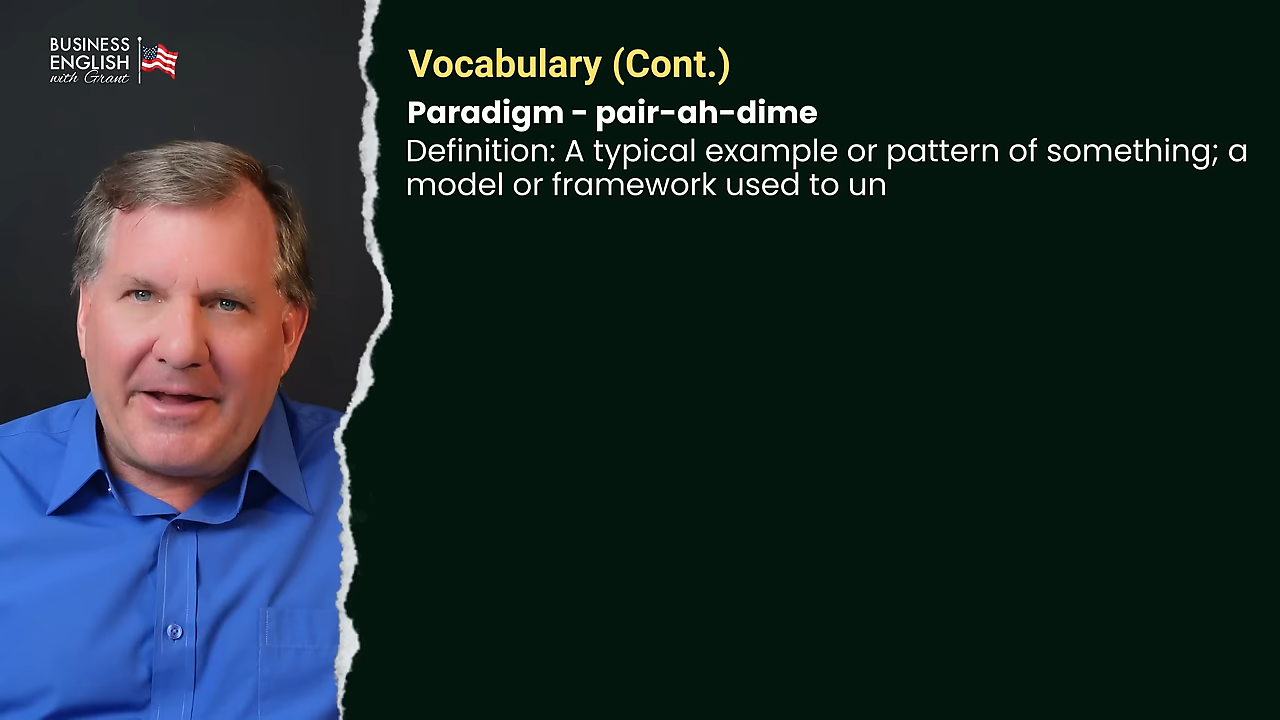 BUSINESS
ENGLISH
with Grant
Vocabulary (Cont.)
Paradigm - pair-ah-dime
Definition: A typical example or pattern of something; a
model or framework used to un